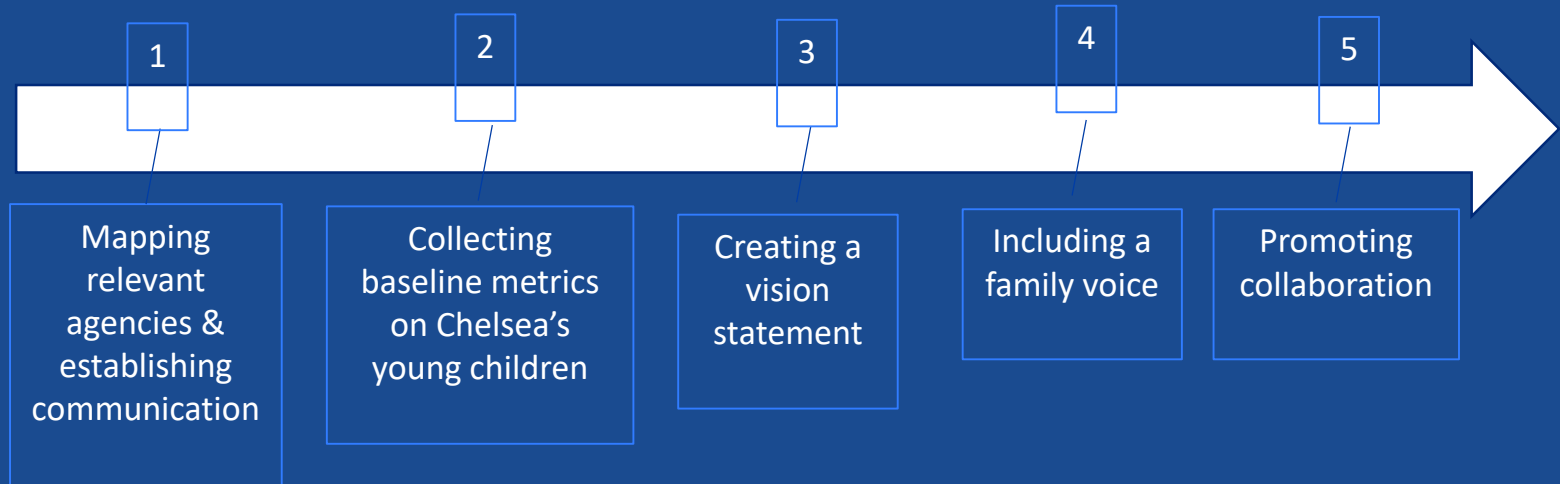 1
2
3
4
5
Mapping
relevant
agencies &
establishing
communication
Collecting
baseline metrics
on Chelsea’s
young children
Creating a
vision
statement
Including a
family voice
Promoting
collaboration